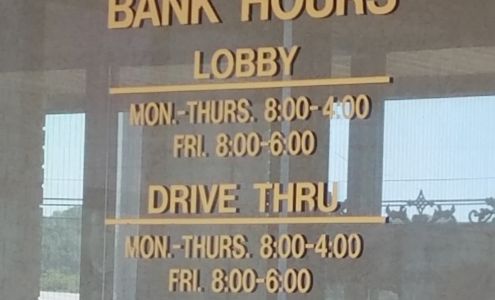 BANK HOURS
LOBBY
MON.-THURS. 8:00-4:00
FRI. 8:00-6:00
DRIVE THRU
MON.-THURS. 8:00-4:00
FRI. 8:00-6:00